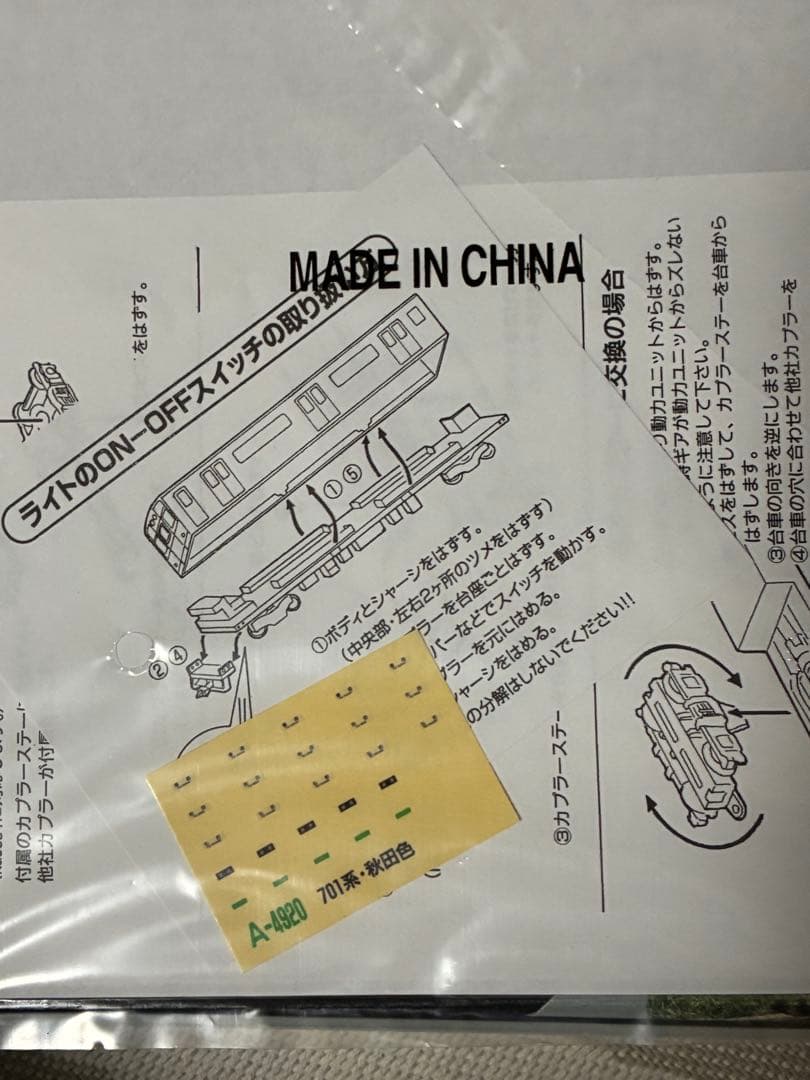 MADE IN CHINA
ライトのON-OFFスイッチの取り扱
をはずす。
①⑤
②④
①ボディとシャーシをはずす。
(中央部・左右2ヶ所のツメをはずす)
ラーを台座ごとはずす。
バーなどでスイッチを動かす。
プラーを元にはめる。
シャーシをはめる。
の分解はしないでください!!
交換の場合
動力ユニットからはずす。
ギアが動力ユニットからズレない
うに注意して下さい。
スをはずして、カプラーステーを台車から
はずします。
③台車の向きを逆にします。
④台車の穴に合わせて他社カプラーを
③カプラーステー
付属のカプラーステー
他社カプラーが付
A-4920
701系・秋田色